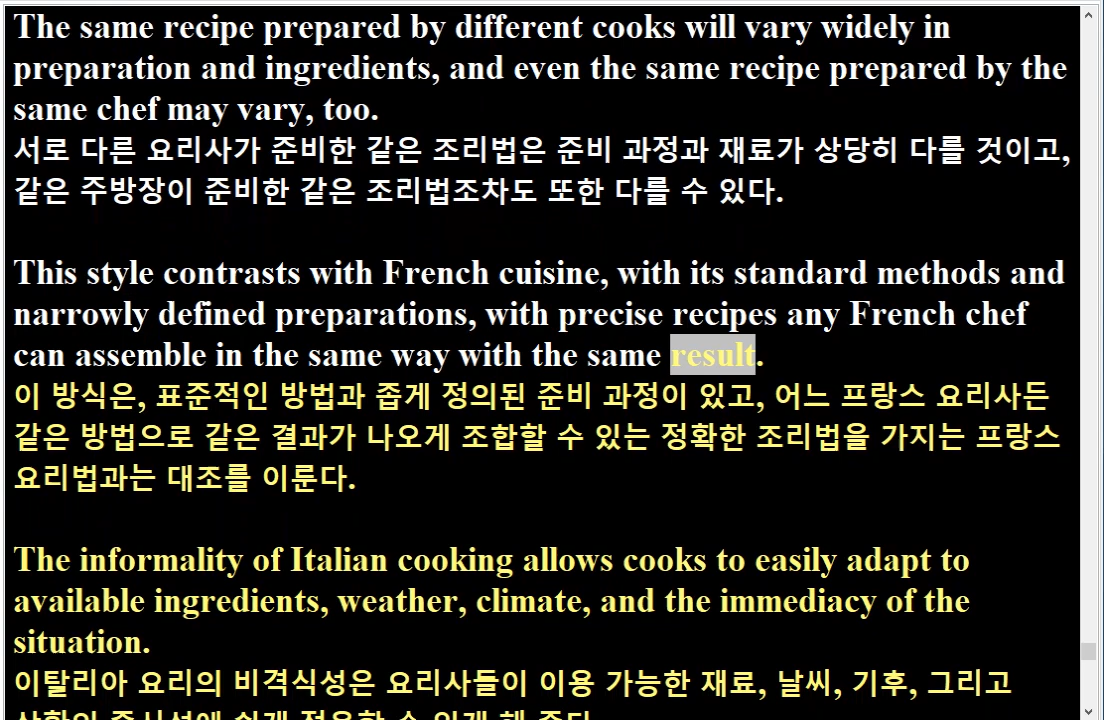 The same recipe prepared by different cooks will vary widely in
preparation and ingredients, and even the same recipe prepared by the
same chef may vary, too.
서로 다른 요리사가 준비한 같은 조리법은 준비 과정과 재료가 상당히 다를 것이고,
같은 주방장이 준비한 같은 조리법조차도 또한 다를 수 있다.
This style contrasts with French cuisine, with its standard methods and
narrowly defined preparations, with precise recipes any French chef
can assemble in the same way with the same result.
이 방식은, 표준적인 방법과 좁게 정의된 준비 과정이 있고, 어느 프랑스 요리사든
같은 방법으로 같은 결과가 나오게 조합할 수 있는 정확한 조리법을 가지는 프랑스
요리법과는 대조를 이룬다.
The informality of Italian cooking allows cooks to easily adapt to
available ingredients, weather, climate, and the immediacy of the
situation.
이탈리아 요리의 비격식성은 요리사들이 이용 가능한 재료, 날씨, 기후, 그리고